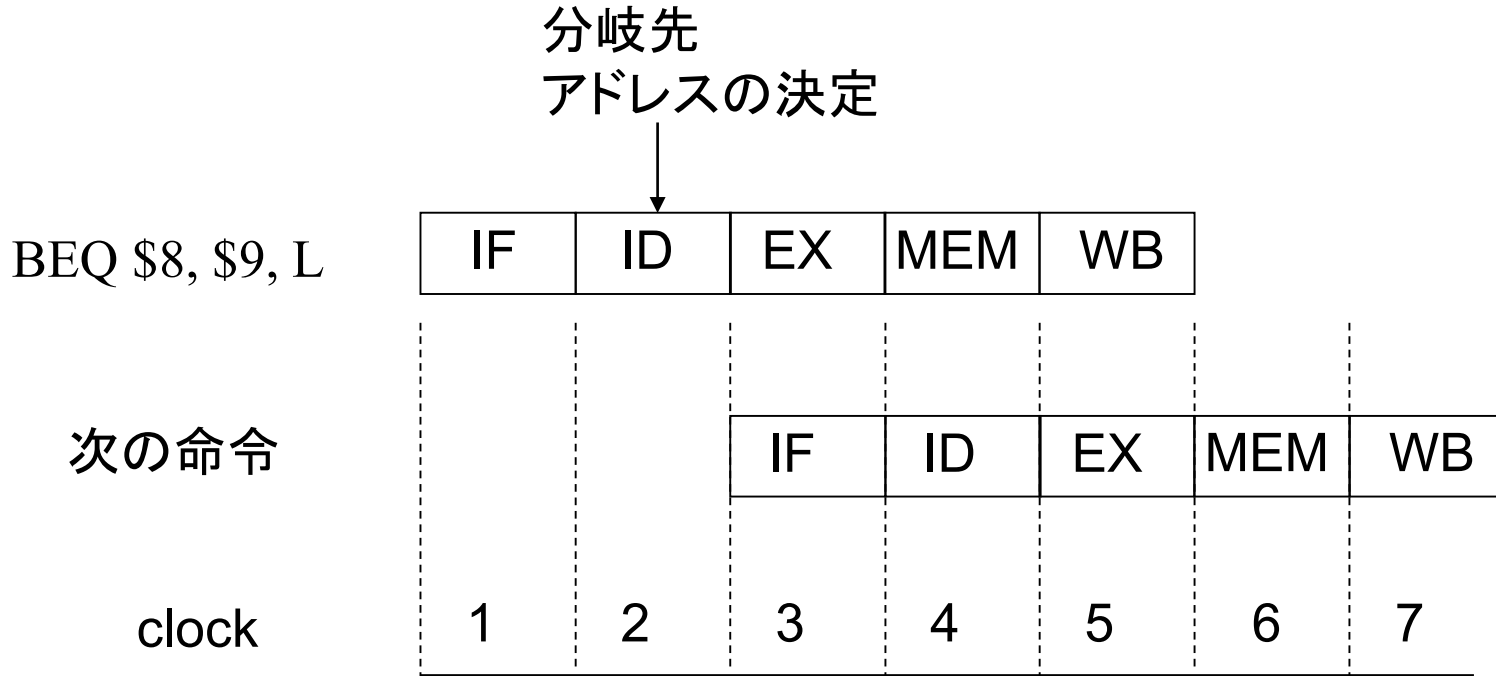 分岐先
アドレスの決定
BEQ $8, $9, L IF ID EX MEM WB
次の命令 IF ID EX MEM WB
clock 1 2 3 4 5 6 7